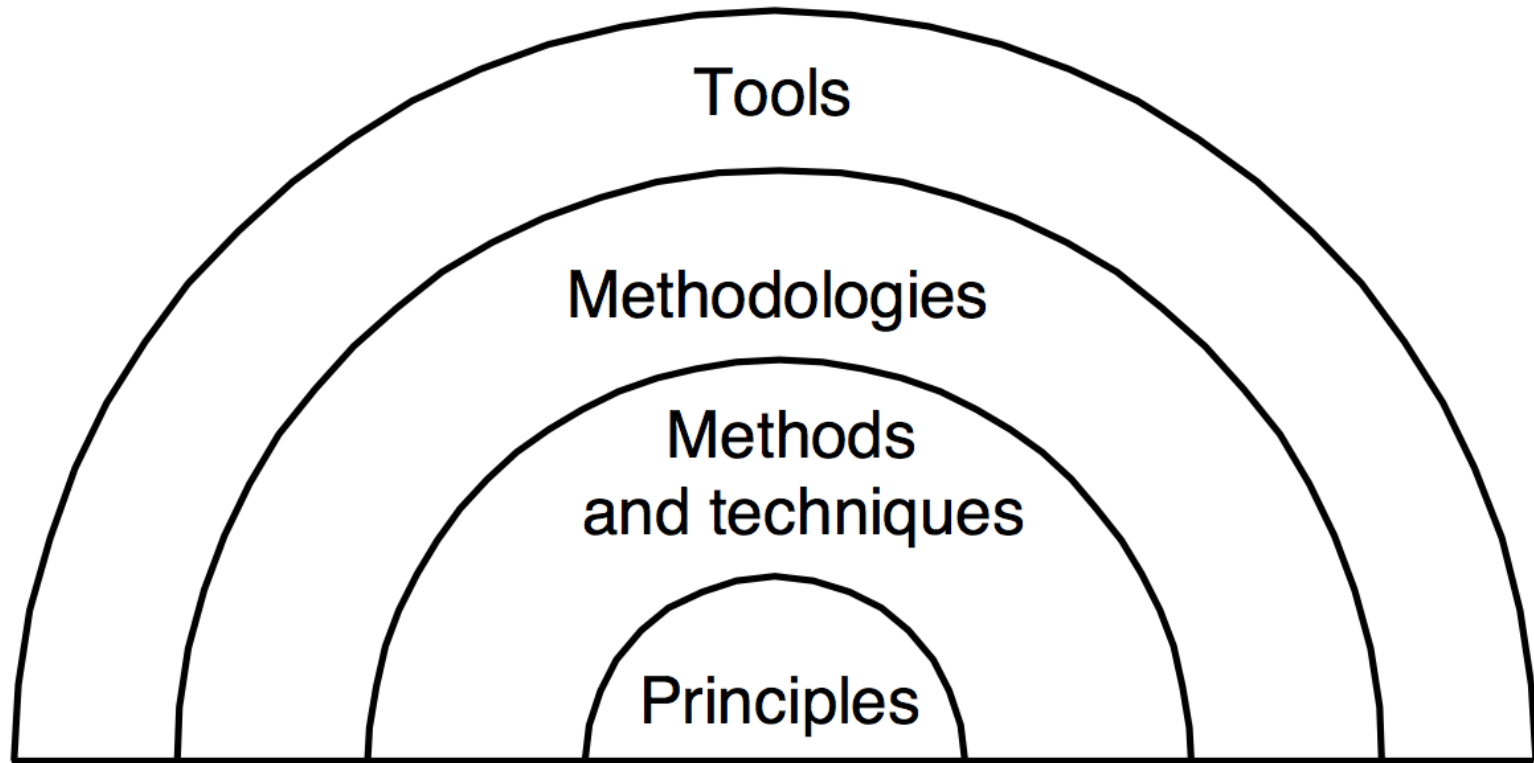 Tools
Methodologies
Methods
and techniques
Principles